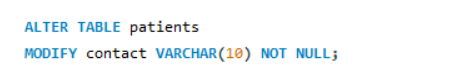 ALTER TABLE patients
MODIFY contact VARCHAR(10) NOT NULL;